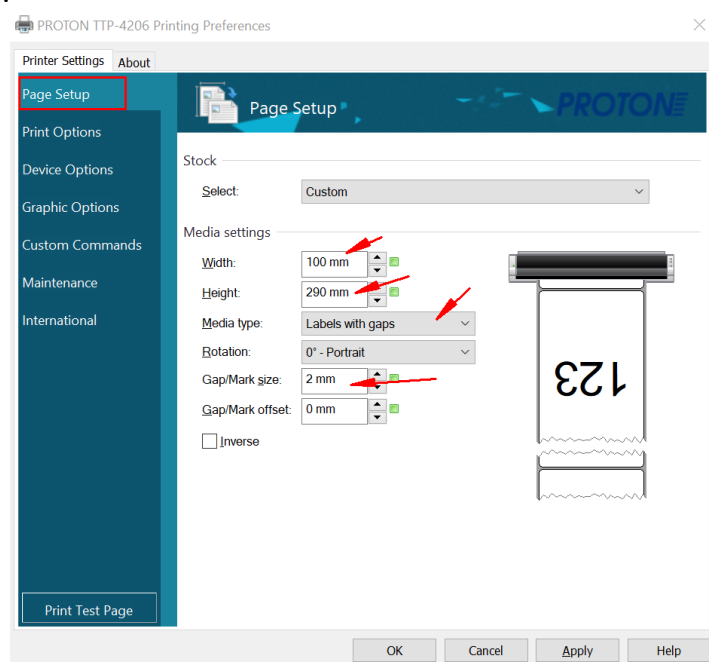 PROTON TTP-4206 Printing Preferences
Printer Settings About
Page Setup
Print Options
Device Options
Graphic Options
Custom Commands
Maintenance
International
Print Test Page
Page Setup
PROTON
Stock
Select: Custom
Media settings
Width: 100 mm
Height: 290 mm
Media type: Labels with gaps
Rotation: 0° - Portrait
Gap/Mark size: 2 mm
Gap/Mark offset: 0 mm
Inverse
123
OK Cancel Apply Help